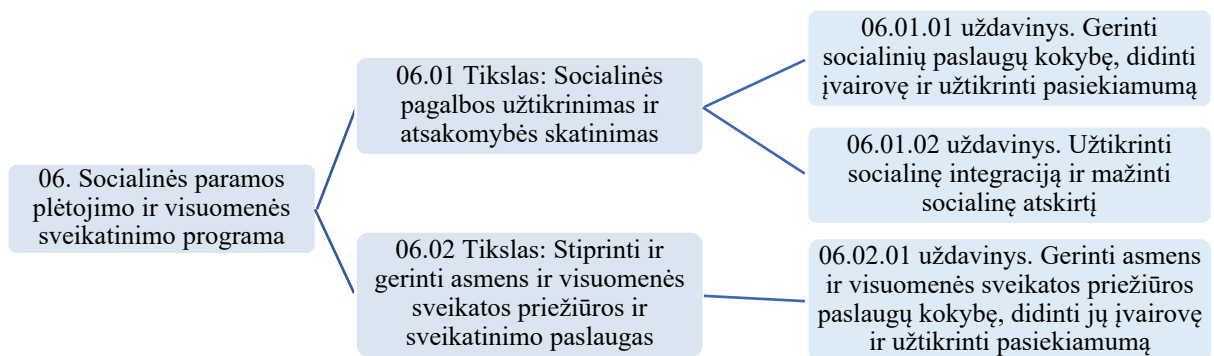 06. Socialinės paramos
plėtojimo ir visuomenės
sveikatinimo programa
06.01 Tikslas: Socialinės
pagalbos užtikrinimas ir
atsakomybės skatinimas
06.01.01 uždavinys. Gerinti
socialinių paslaugų kokybę, didinti
įvairovę ir užtikrinti pasiekiamumą
06.01.02 uždavinys. Užtikrinti
socialinę integraciją ir mažinti
socialinę atskirtį
06.02 Tikslas: Stiprinti ir
gerinti asmens ir visuomenės
sveikatos priežiūros ir
sveikatinimo paslaugas
06.02.01 uždavinys. Gerinti asmens
ir visuomenės sveikatos priežiūros
paslaugų kokybę, didinti jų įvairovę
ir užtikrinti pasiekiamumą